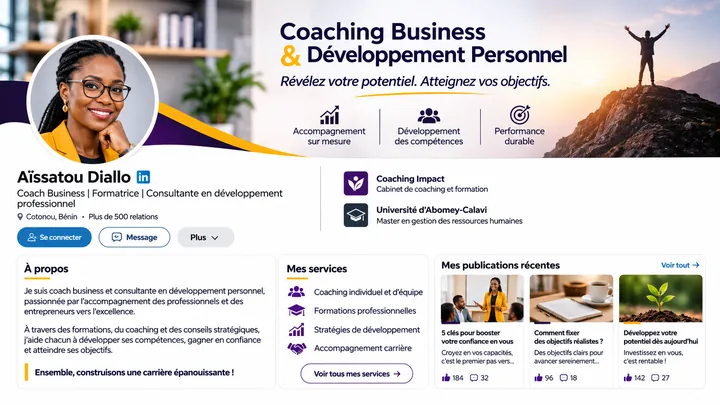 Coaching Business
& Développement Personnel
Révélez votre potentiel. Atteignez vos objectifs.
Accompagnement
sur mesure
Développement
des compétences
Performance
durable
Aïssatou Diallo in
Coach Business | Formatrice | Consultante en développement
professionnel
Cotonou, Bénin • Plus de 500 relations
Se connecter
Message
Plus
Coaching Impact
Cabinet de coaching et formation
Université d'Abomey-Calavi
Master en gestion des ressources humaines
À propos
Je suis coach business et consultante en développement personnel,
passionnée par l'accompagnement des professionnels et des
entrepreneurs vers l'excellence.
À travers des formations, du coaching et des conseils stratégiques,
j'aide chacun à développer ses compétences, gagner en confiance
et atteindre ses objectifs.
Ensemble, construisons une carrière épanouissante !
Mes services
Coaching individuel et d'équipe
Formations professionnelles
Stratégies de développement
Accompagnement carrière
Voir tous mes services →
Mes publications récentes
Voir tout →
5 clés pour booster
votre confiance en vous
Croyez en vos capacités,
c'est le premier pas vers...
184 32
Comment fixer
des objectifs réalistes ?
Des objectifs clairs pour
avancer sereinement...
96 18
Développez votre
potentiel dès aujourd'hui
Investissez en vous,
c'est rentable !
142 27